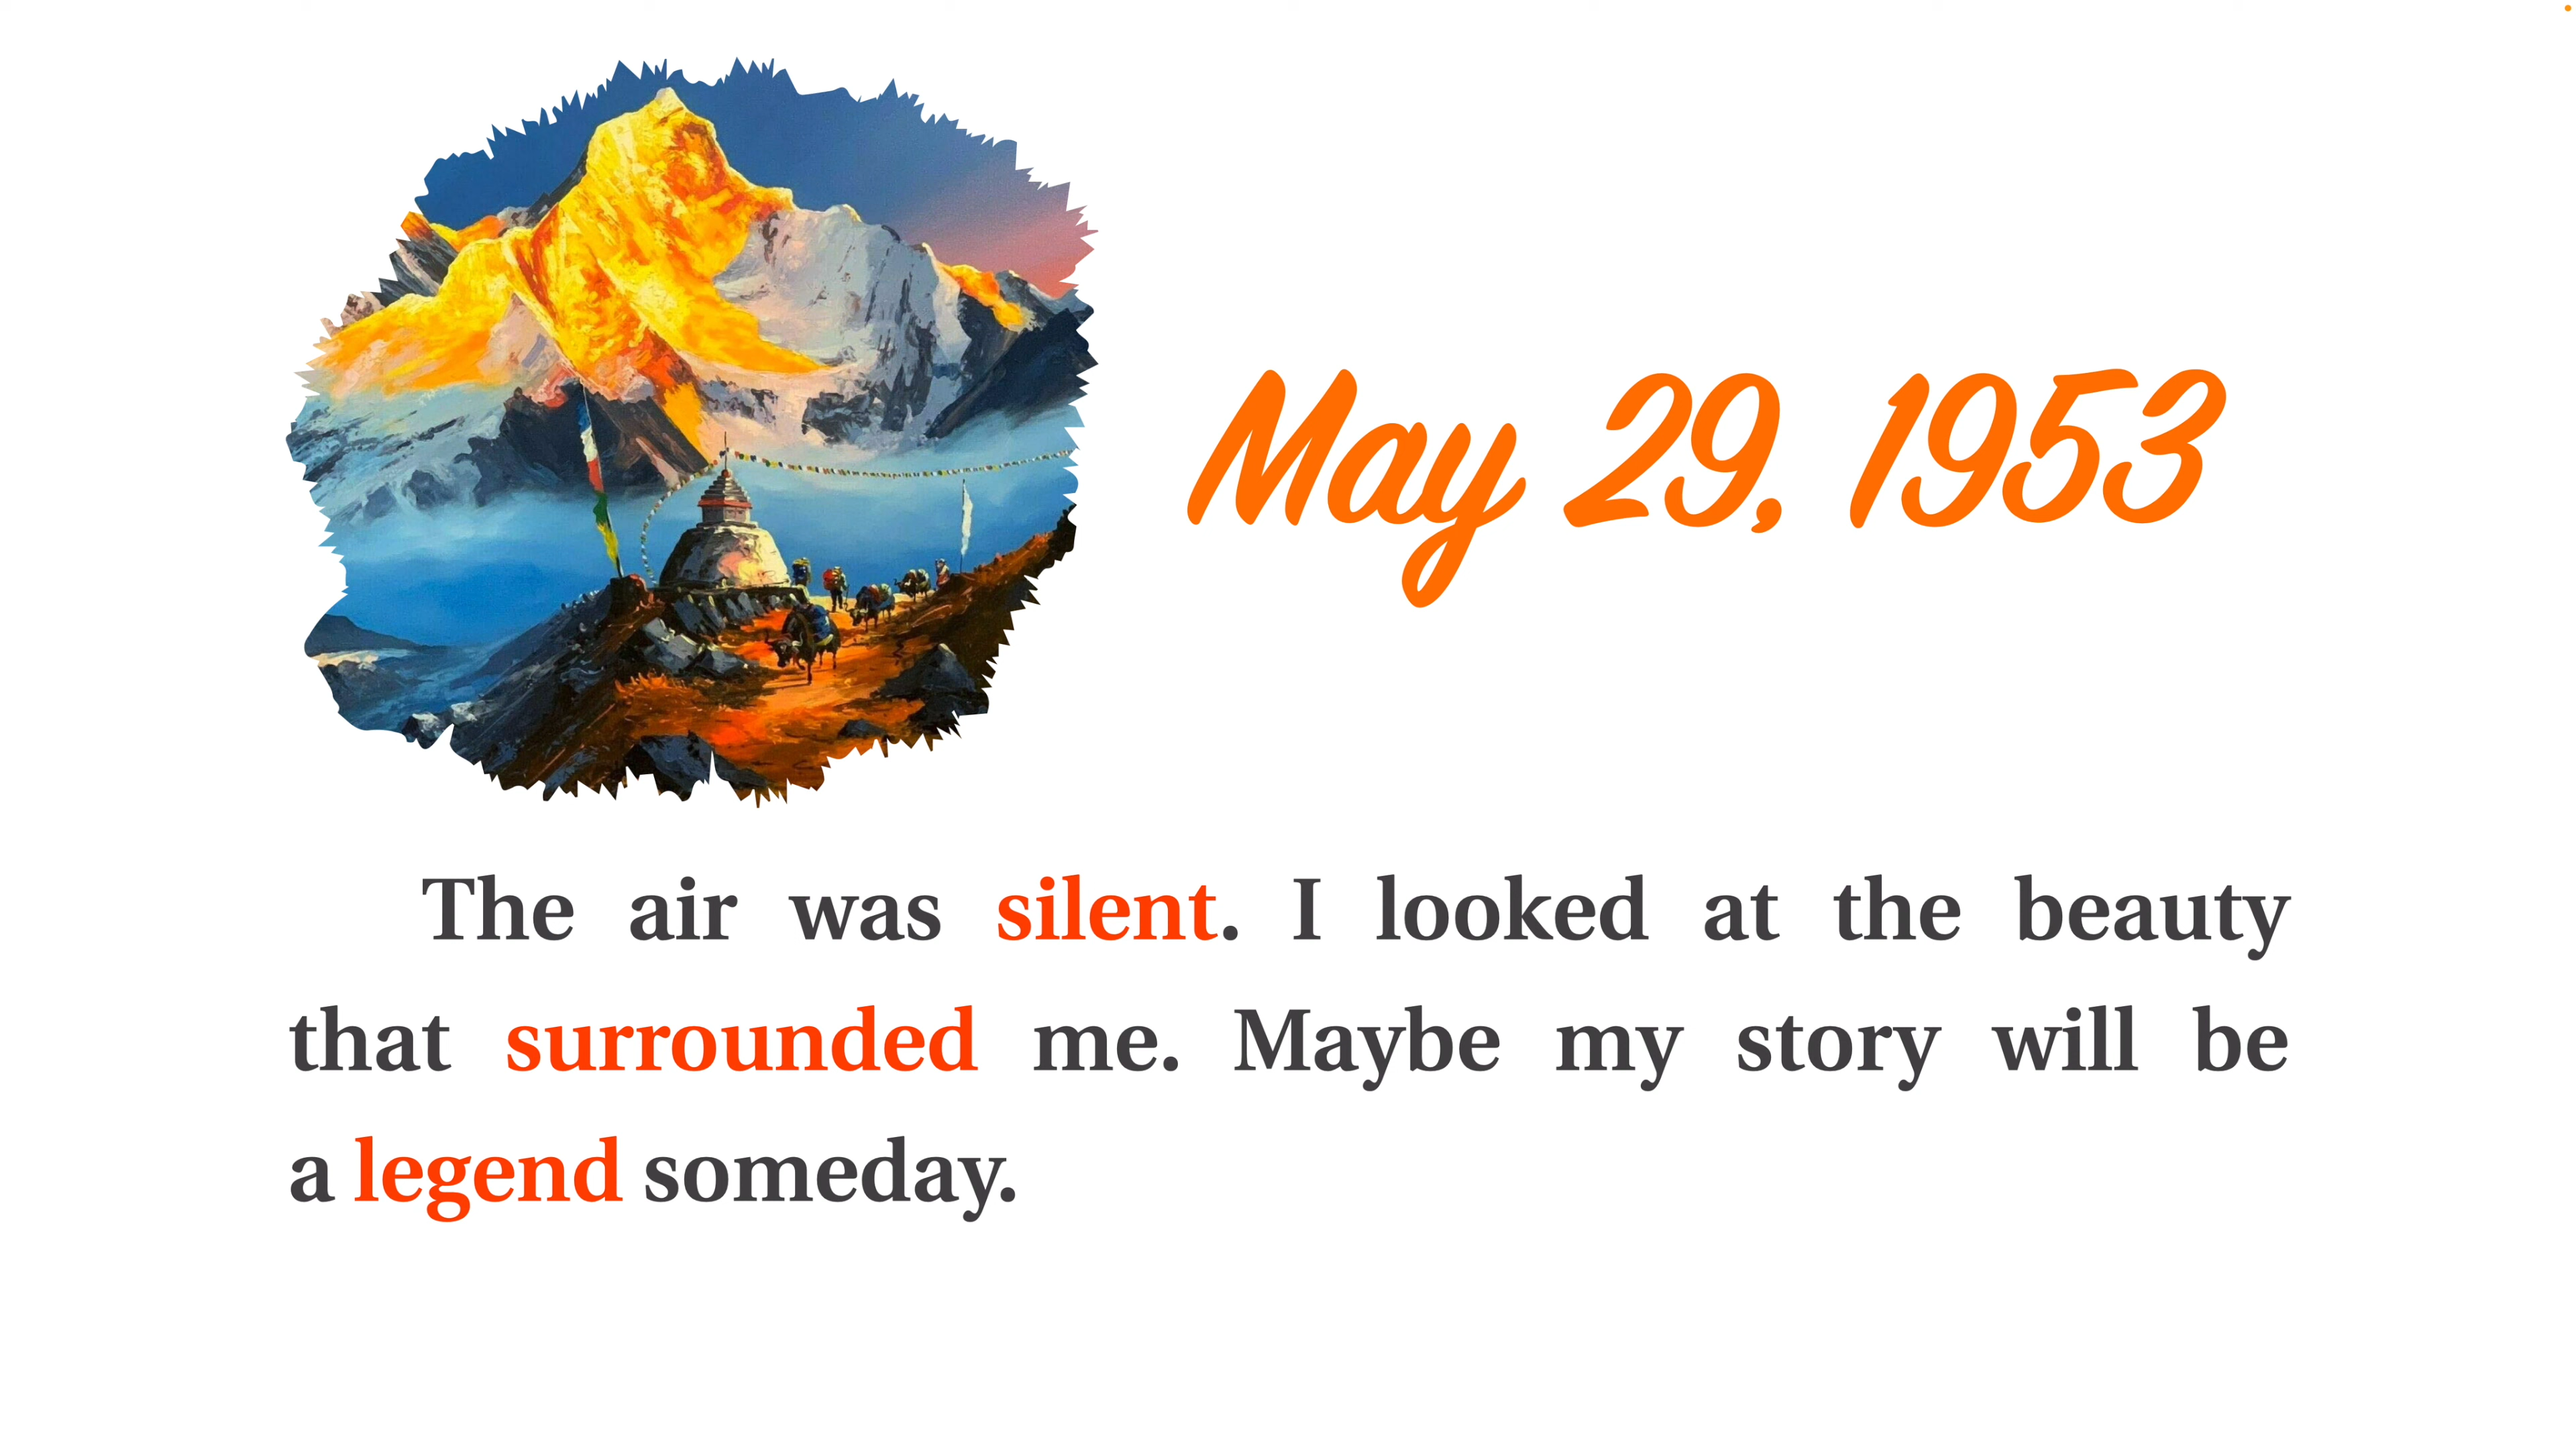 May 29, 1953
The air was silent. I looked at the beauty
that surrounded me. Maybe my story will be
a legend someday.